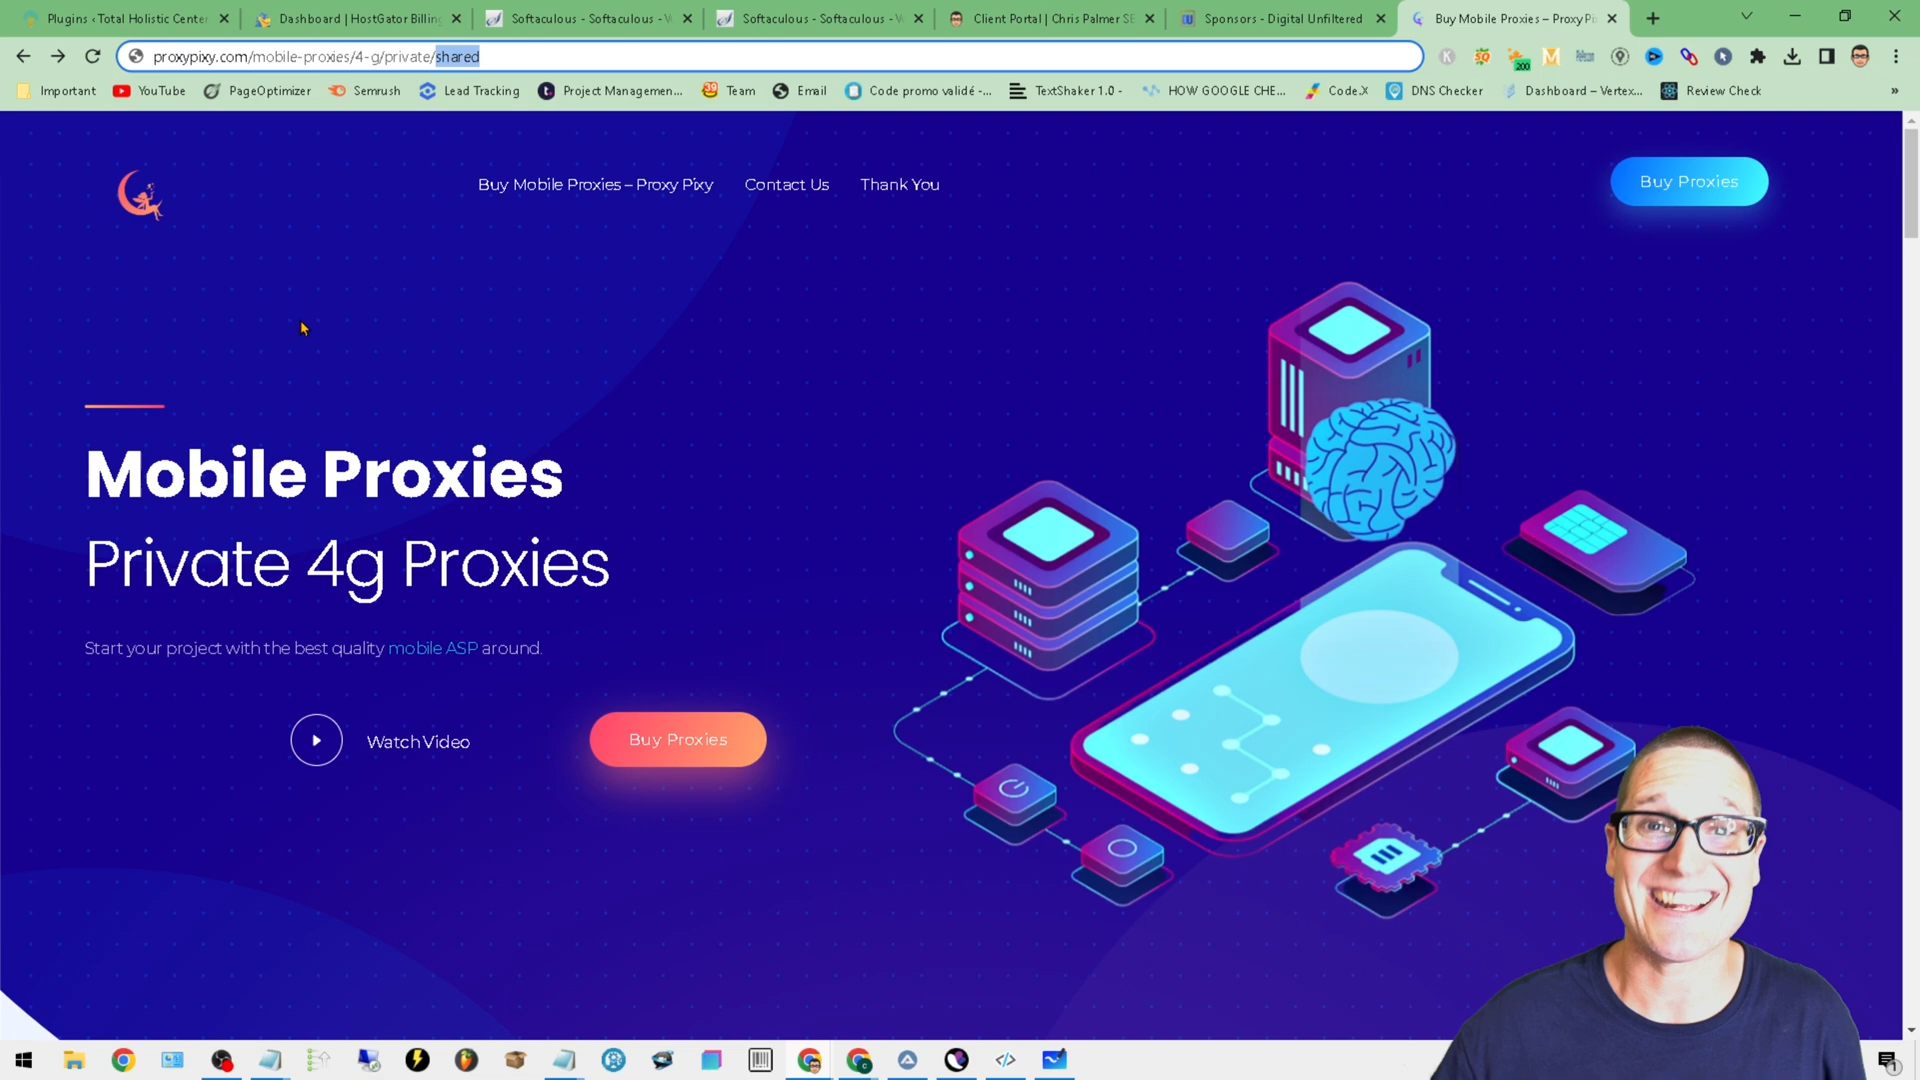 Plugins ‹ Total Holistic Center
Dashboard | HostGator Billing
Softaculous - Softaculous - V
Softaculous - Softaculous - V
Client Portal | Chris Palmer SE
Sponsors - Digital Unfiltered
Buy Mobile Proxies – Proxy Pi
proxypixy.com/mobile-proxies/4-g/private/shared
200
Important
YouTube
PageOptimizer
Semrush
Lead Tracking
Project Managemen...
39
Team
Email
Code promo validé -...
TextShaker 1.0 -
HOW GOOGLE CHE...
Code.X
DNS Checker
Dashboard – Vertex...
Review Check
»
Buy Mobile Proxies – Proxy Pixy
Contact Us
Thank You
Buy Proxies
Mobile Proxies
Private 4g Proxies
Start your project with the best quality mobile ASP around.
Watch Video
Buy Proxies